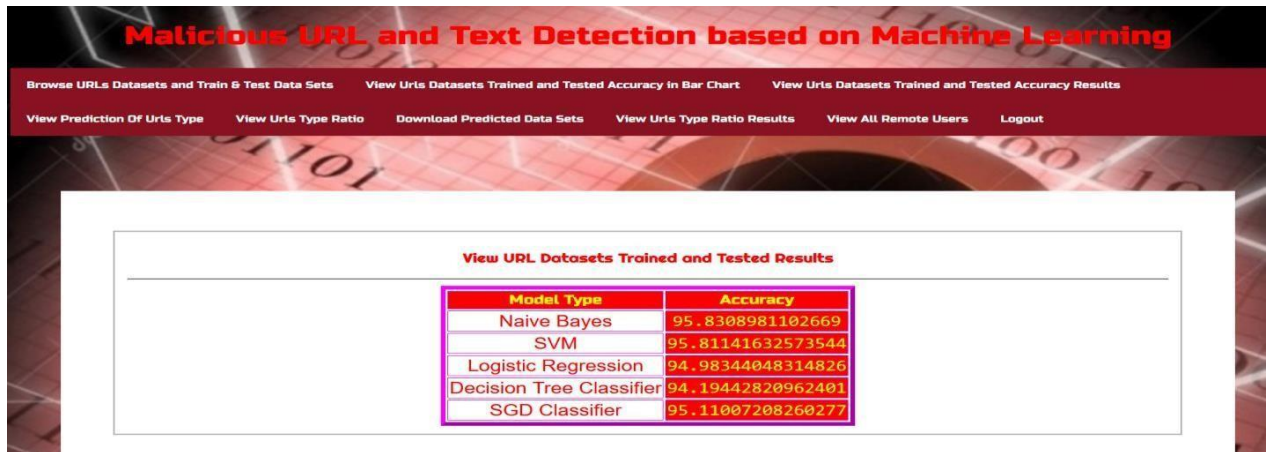 Malicious URL and Text Detection based on Machine Learning
Browse URLs Datasets and Train & Test Data Sets View Urls Datasets Trained and Tested Accuracy in Bar Chart View Urls Datasets Trained and Tested Accuracy Results
View Prediction Of Urls Type View Urls Type Ratio Download Predicted Data Sets View Urls Type Ratio Results View All Remote Users Logout
View URL Datasets Trained and Tested Results
Model Type Accuracy
Naive Bayes 95.8308981102669
SVM 95.81141632573544
Logistic Regression 94.98344048314826
Decision Tree Classifier 94.19442820962401
SGD Classifier 95.11007208260277